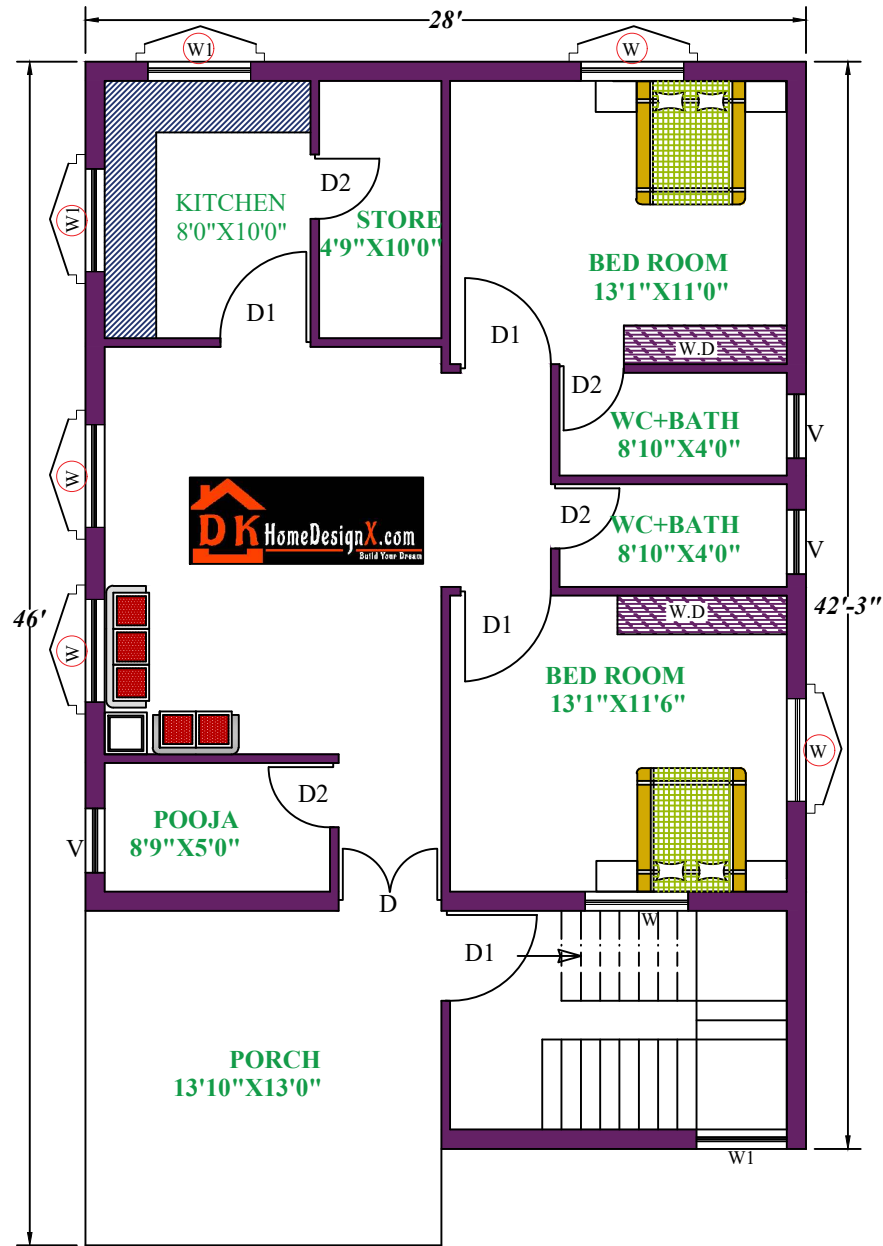 28'
W1
W
W1
D2
KITCHEN
8'0"X10'0"
STORE
4'9"X10'0"
BED ROOM
13'1"X11'0"
D1
D1
W.D
D2
WC+BATH
8'10"X4'0"
V
W
DK HomeDesignX.com
Build Your Dream
D2
WC+BATH
8'10"X4'0"
V
46'
42'-3"
W
D1
W.D
BED ROOM
13'1"X11'6"
W
D2
POOJA
8'9"X5'0"
V
D
W
D1
PORCH
13'10"X13'0"
W1